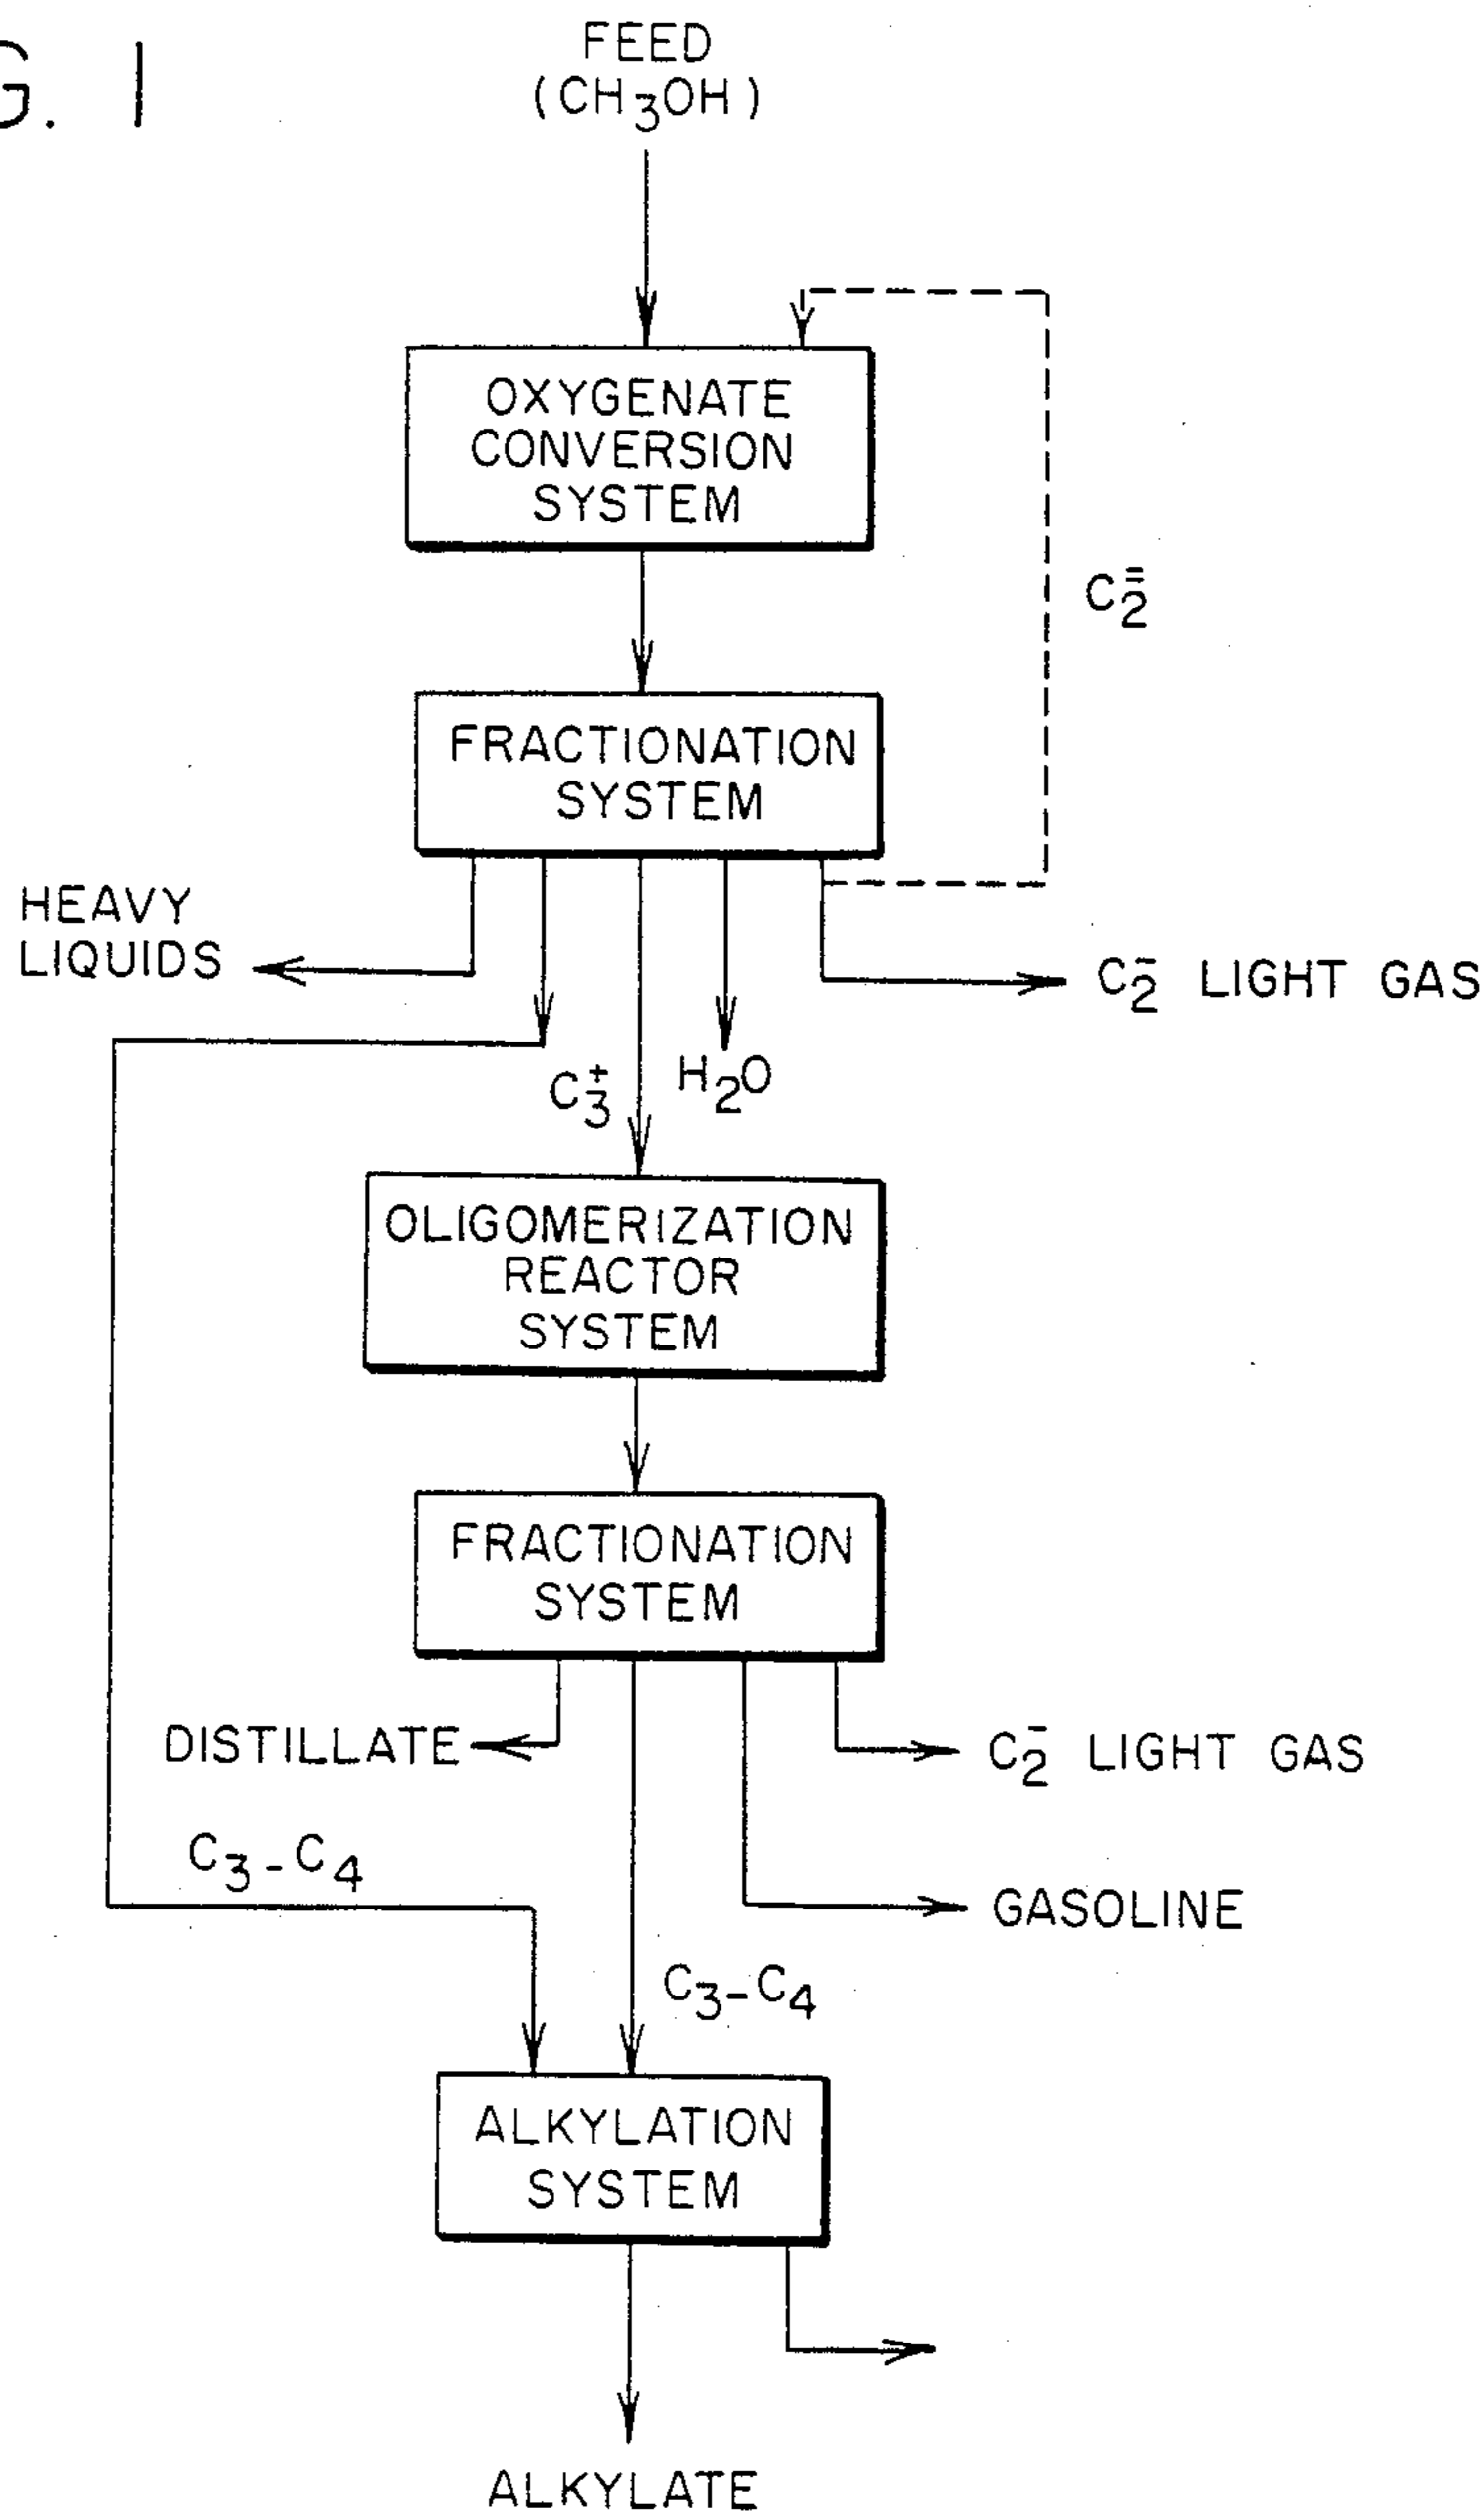 G. 1
FEED
(CH₃OH)
OXYGENATE
CONVERSION
SYSTEM
C₂⁼
FRACTIONATION
SYSTEM
HEAVY
LIQUIDS
C₂⁻ LIGHT GAS
C₃⁺
H₂O
OLIGOMERIZATION
REACTOR
SYSTEM
FRACTIONATION
SYSTEM
DISTILLATE
C₂⁻ LIGHT GAS
C₃-C₄
GASOLINE
C₃-C₄
ALKYLATION
SYSTEM
ALKYLATE